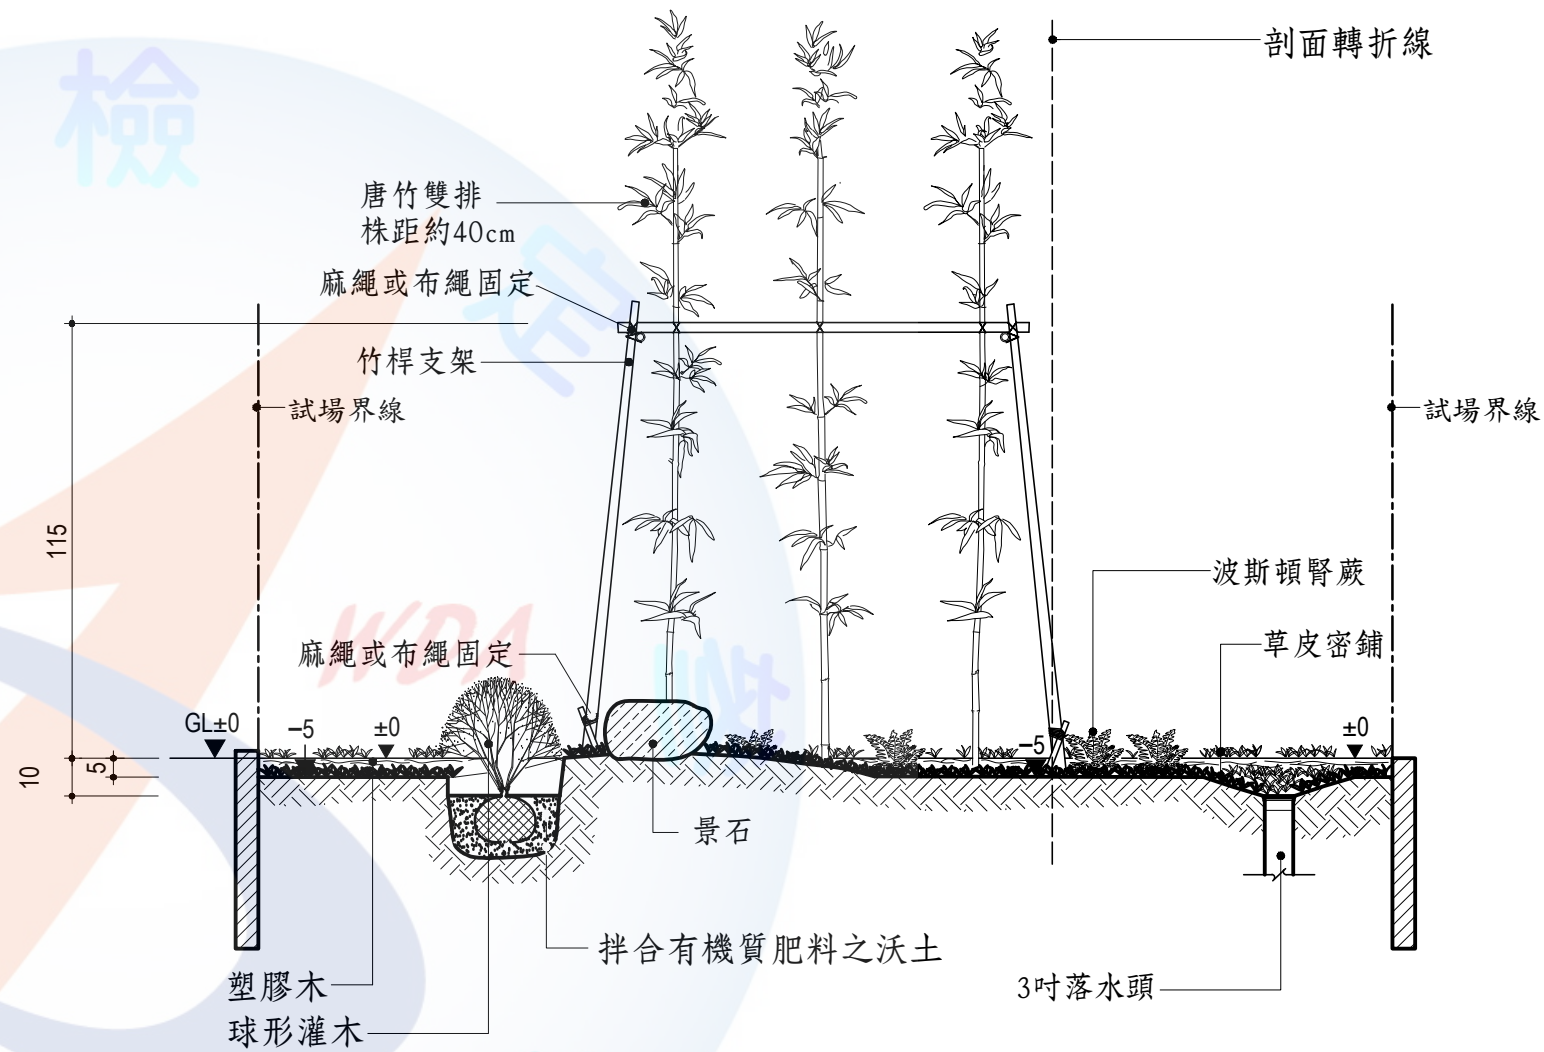 剖面轉折線
唐竹雙排
株距約40cm
麻繩或布繩固定
竹桿支架
試場界線
試場界線
115
波斯頓腎蕨
麻繩或布繩固定
草皮密鋪
GL±0
−5
±0
−5
±0
10
5
景石
拌合有機質肥料之沃土
塑膠木
3吋落水頭
球形灌木
檢
定
WDA